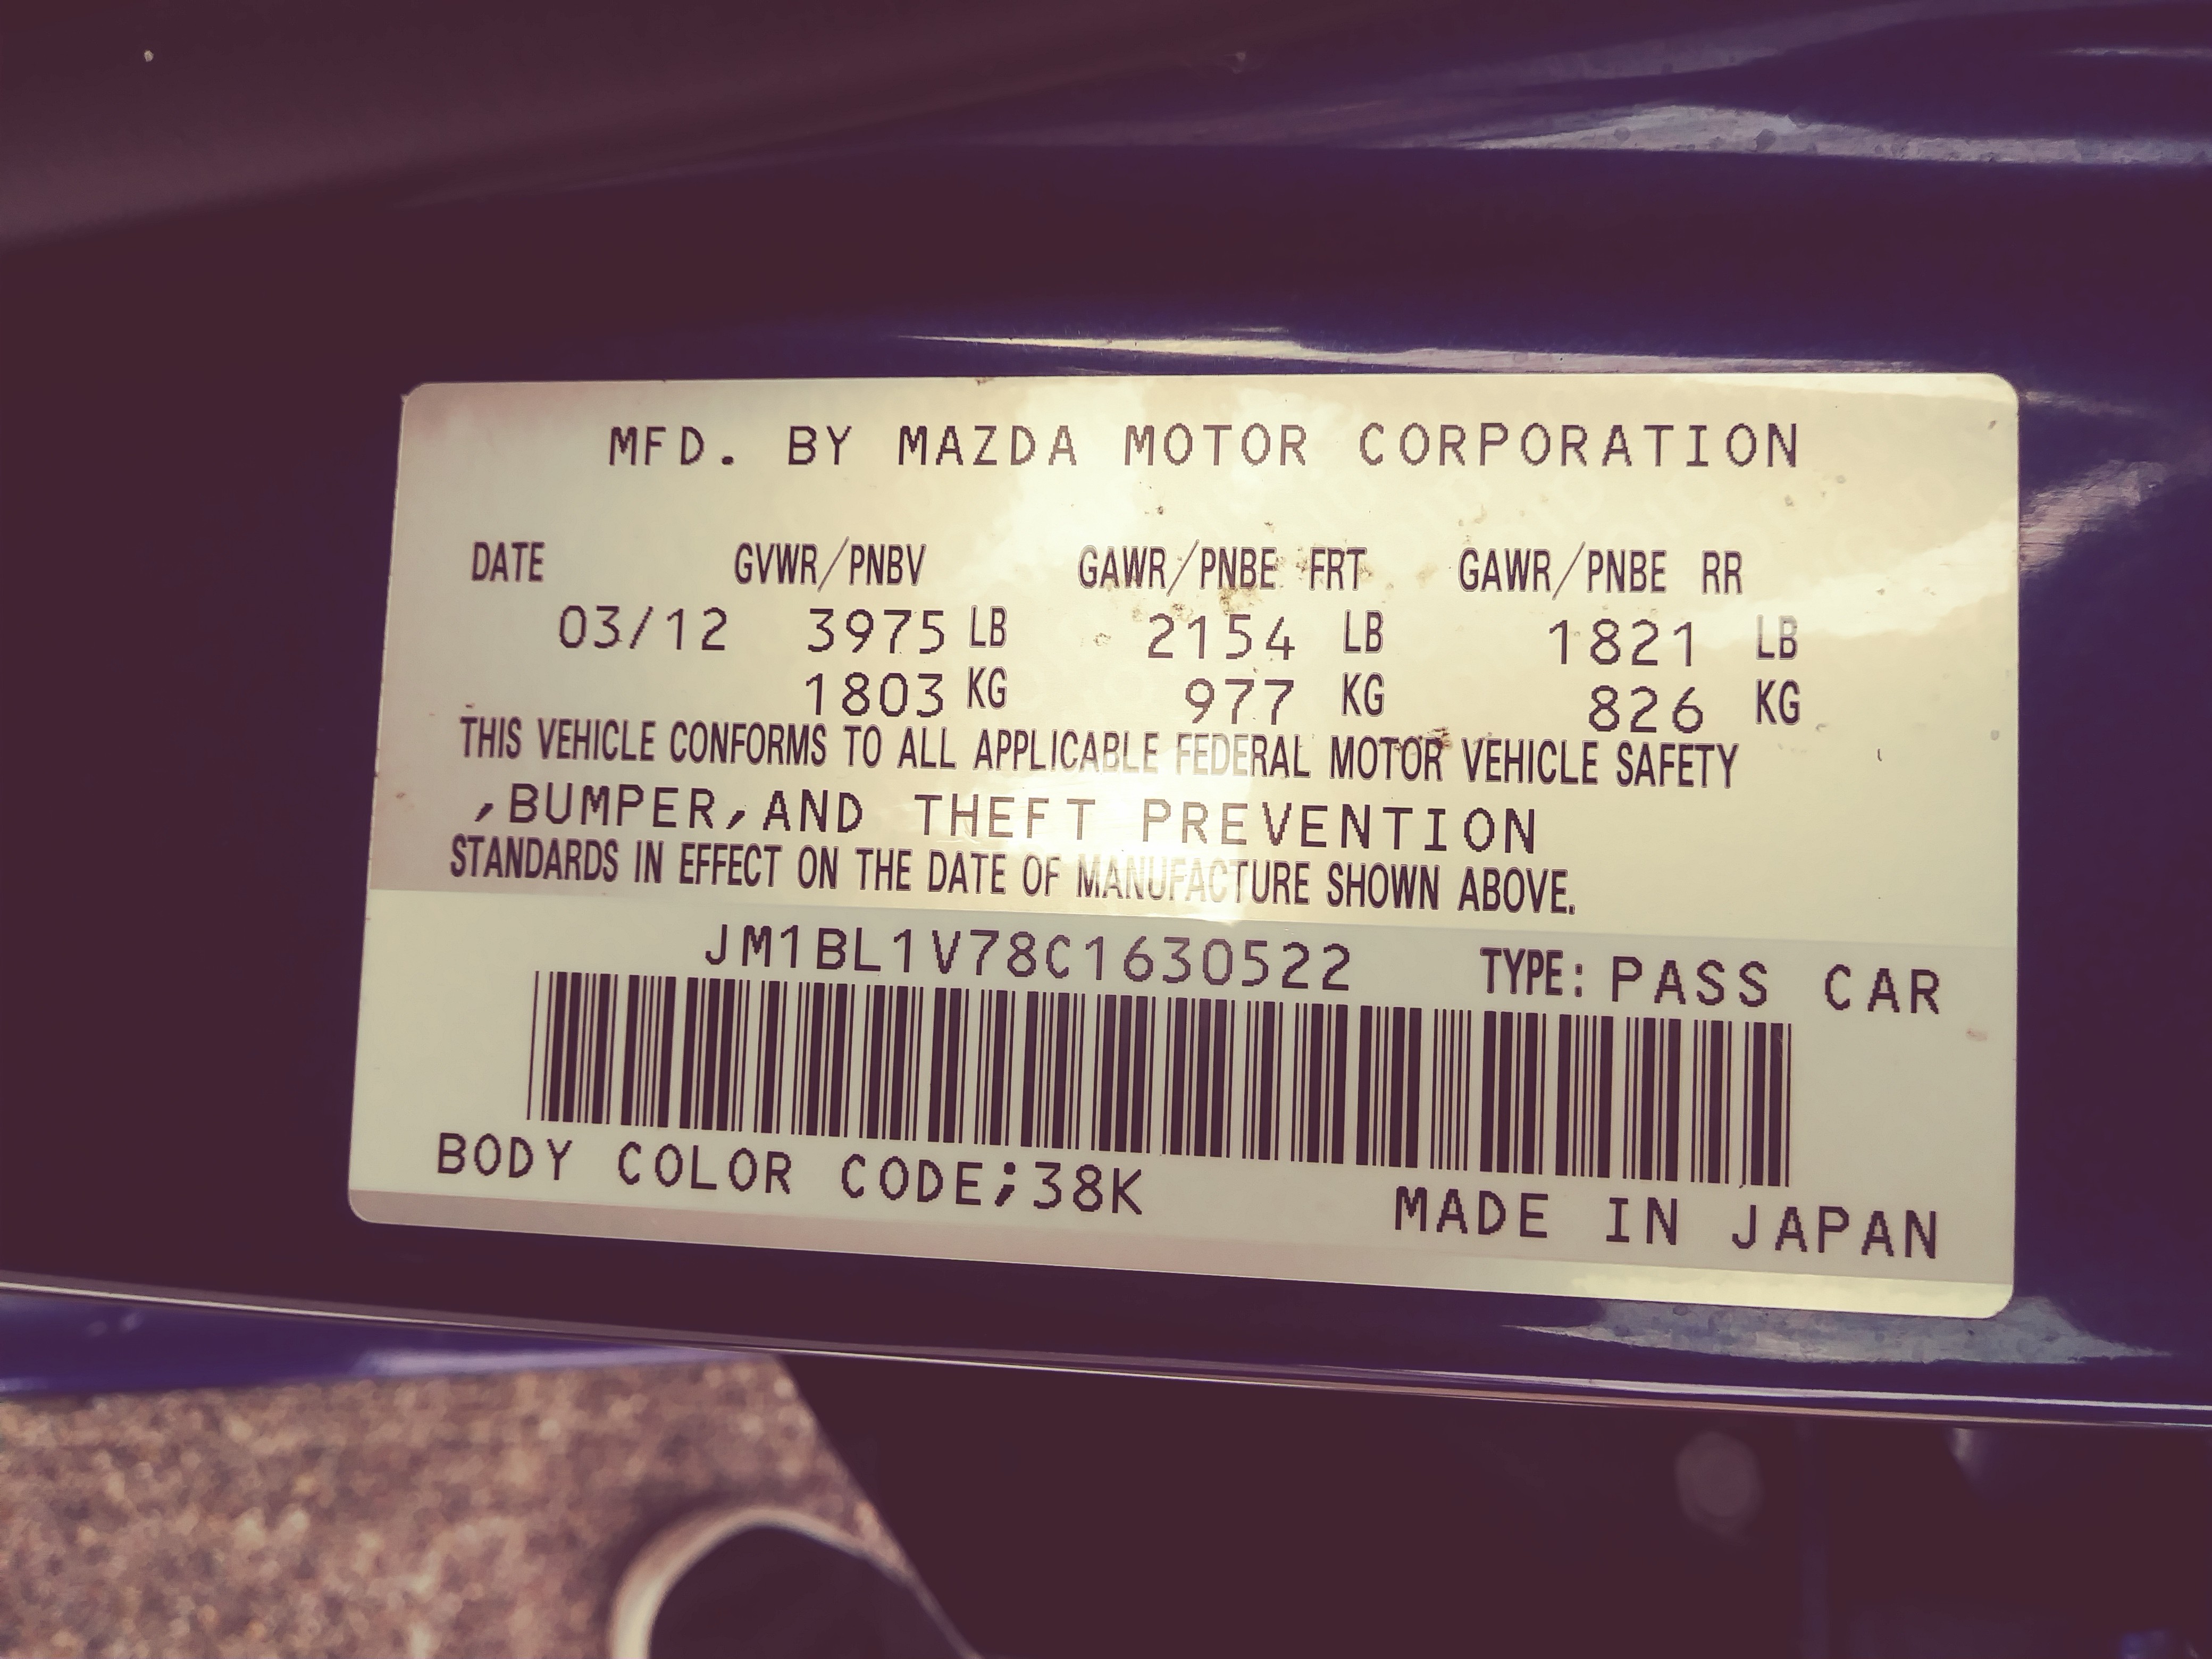 MFD. BY MAZDA MOTOR CORPORATION
DATE GVWR/PNBV GAWR/PNBE FRT GAWR/PNBE RR
03/12 3975 LB 2154 LB 1821 LB
1803 KG 977 KG 826 KG
THIS VEHICLE CONFORMS TO ALL APPLICABLE FEDERAL MOTOR VEHICLE SAFETY
,BUMPER,AND THEFT PREVENTION
STANDARDS IN EFFECT ON THE DATE OF MANUFACTURE SHOWN ABOVE.
JM1BL1V78C1630522 TYPE: PASS CAR
BODY COLOR CODE;38K MADE IN JAPAN